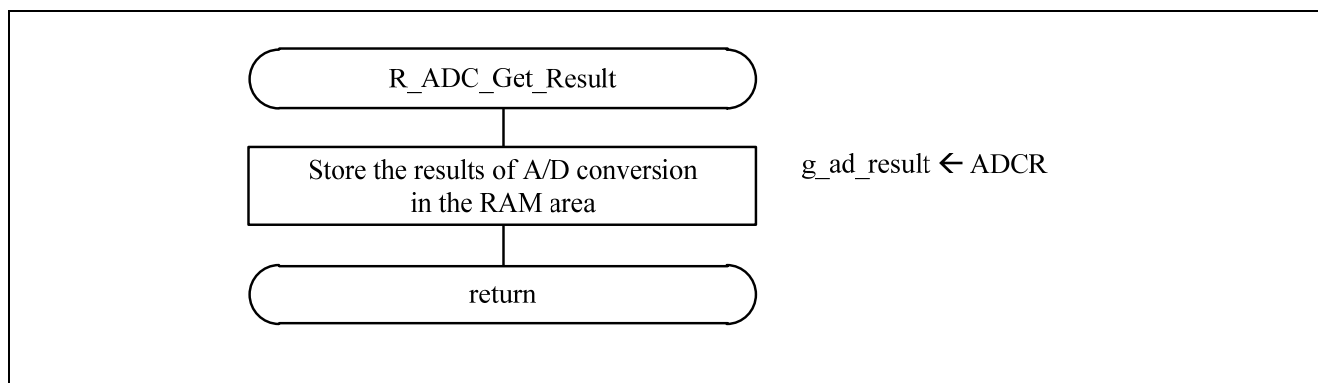 R_ADC_Get_Result
Store the results of A/D conversion
in the RAM area
g_ad_result ← ADCR
return